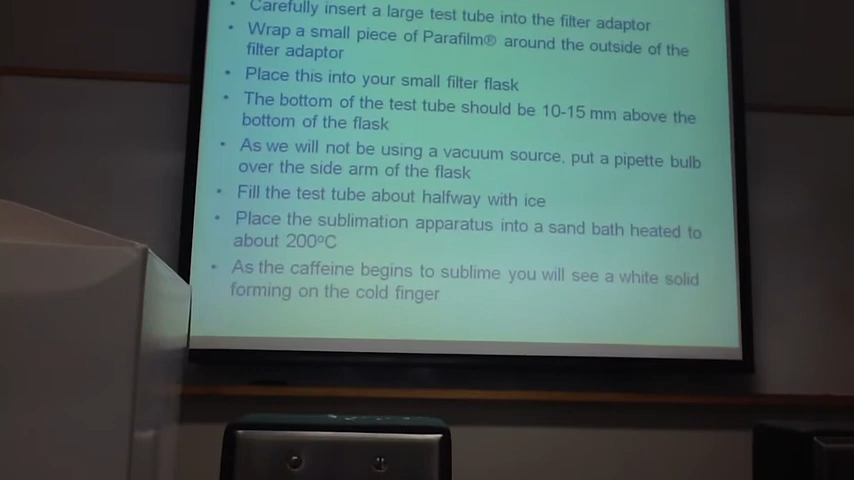 • Carefully insert a large test tube into the filter adaptor
• Wrap a small piece of Parafilm® around the outside of the
filter adaptor
• Place this into your small filter flask
• The bottom of the test tube should be 10-15 mm above the
bottom of the flask
• As we will not be using a vacuum source, put a pipette bulb
over the side arm of the flask
• Fill the test tube about halfway with ice
• Place the sublimation apparatus into a sand bath heated to
about 200ºC
• As the caffeine begins to sublime you will see a white solid
forming on the cold finger